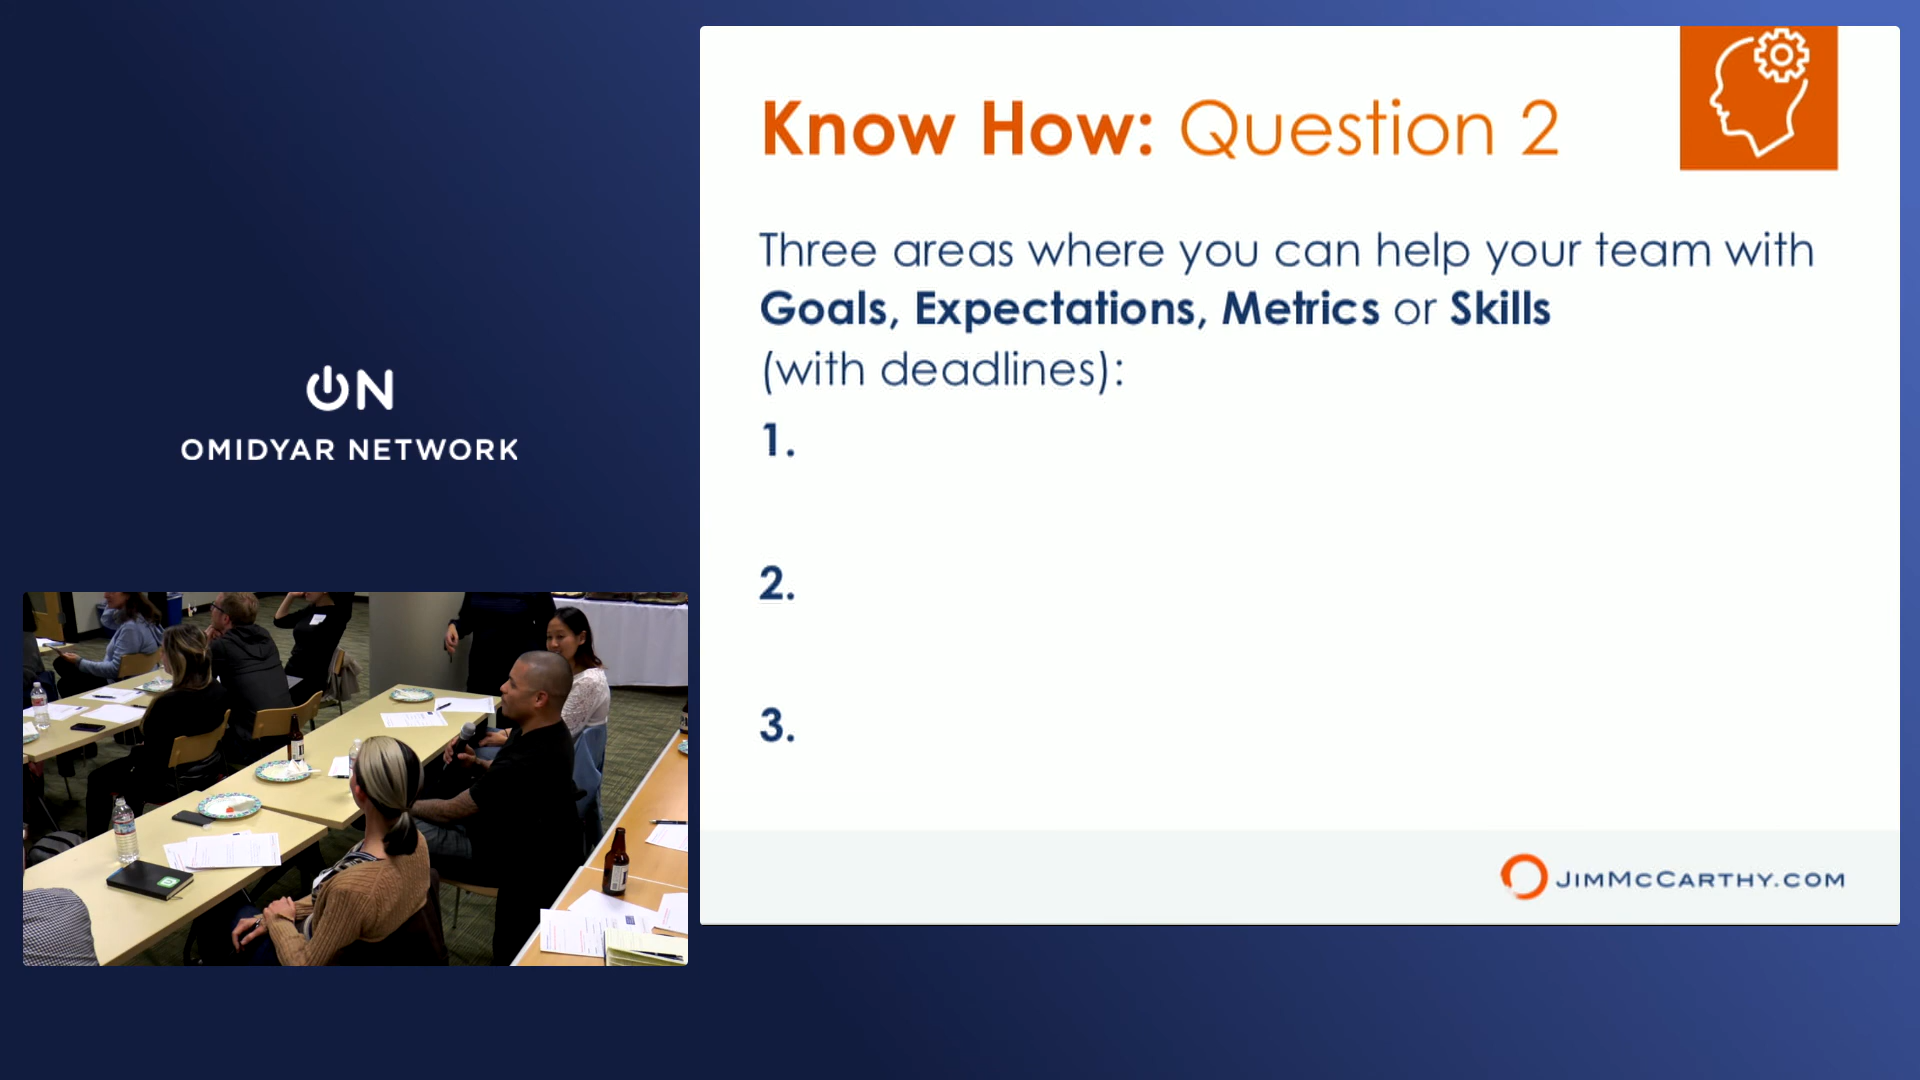 Know How: Question 2
Three areas where you can help your team with
Goals, Expectations, Metrics or Skills
(with deadlines):
1.
2.
3.
JIMMCCARTHY.COM
ON
OMIDYAR NETWORK